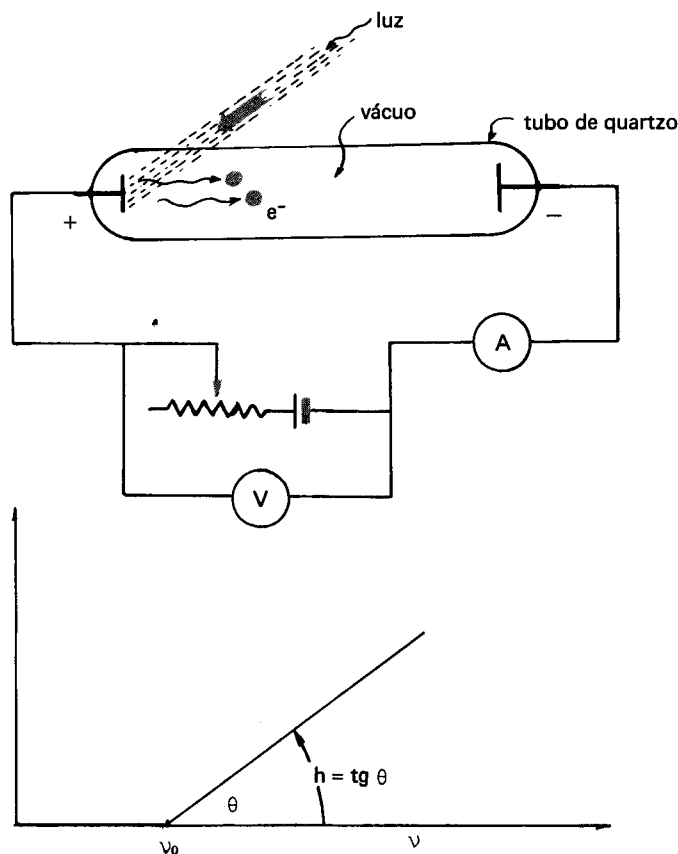 luz
vácuo
tubo de quartzo
+
e⁻
−
A
V
h = tg θ
θ
ν₀
ν